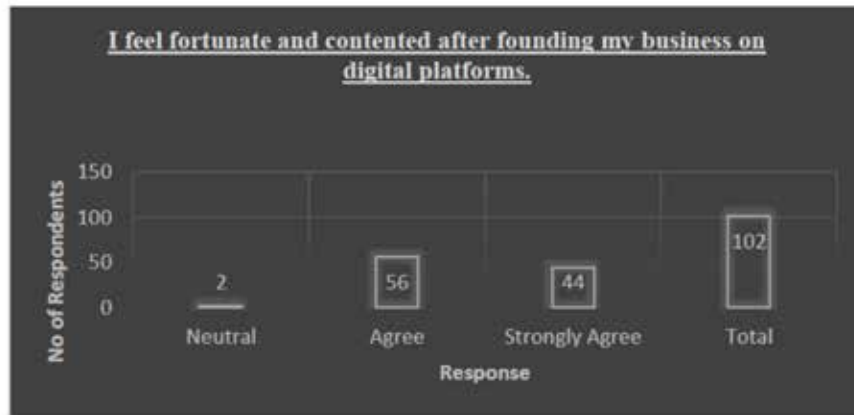 I feel fortunate and contented after founding my business on
digital platforms.
No of Respondents
150
100
50
0
2
56
44
102
Neutral
Agree
Strongly Agree
Total
Response